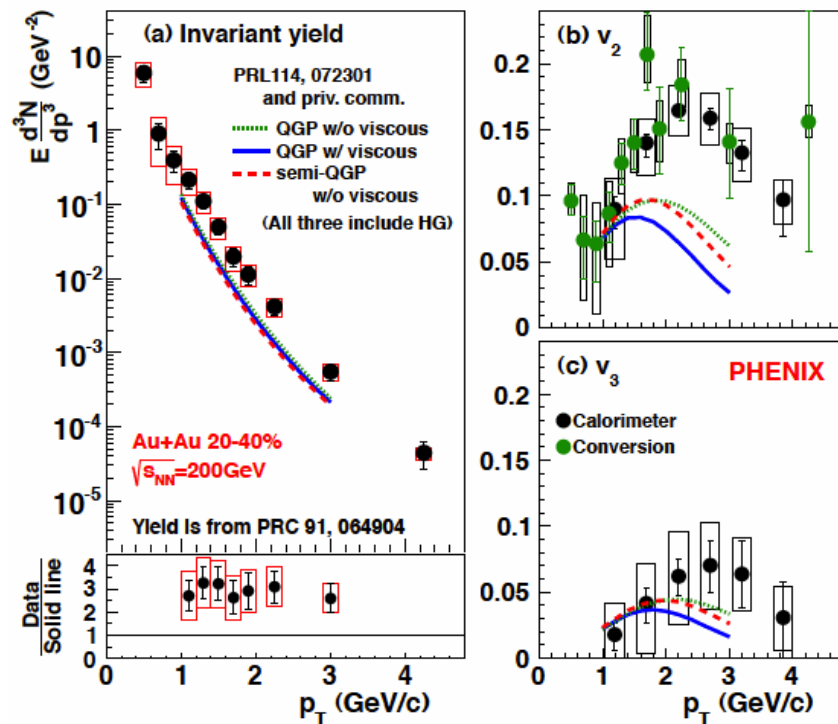 (a) Invariant yield
PRL114, 072301
and priv. comm.
QGP w/o viscous
QGP w/ viscous
semi-QGP
w/o viscous
(All three include HG)
E d³N/dp³ (GeV⁻²)
10
1
10⁻¹
10⁻²
10⁻³
10⁻⁴
10⁻⁵
Au+Au 20-40%
√s_NN=200GeV
Yield is from PRC 91, 064904
Data
Solid line
4
3
2
1
0
0 1 2 3 4
p_T (GeV/c)
(b) v₂
0.2
0.15
0.1
0.05
0
(c) v₃
PHENIX
Calorimeter
Conversion
0.2
0.15
0.1
0.05
0
0 1 2 3 4
p_T (GeV/c)